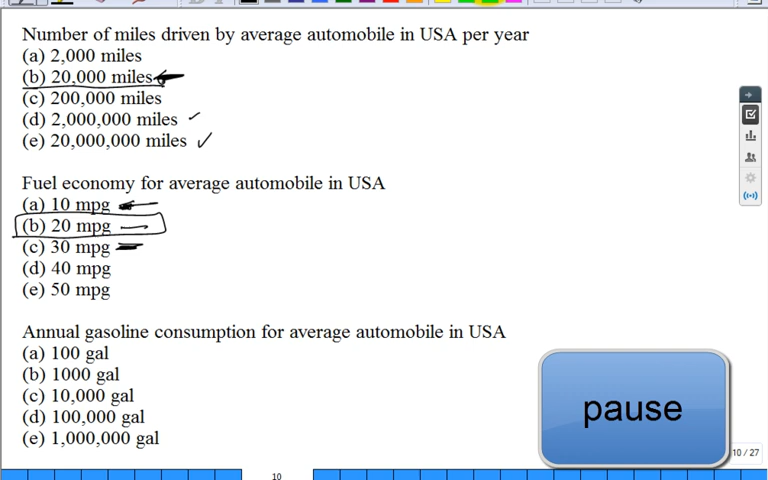 Number of miles driven by average automobile in USA per year
(a) 2,000 miles
(b) 20,000 miles
(c) 200,000 miles
(d) 2,000,000 miles
(e) 20,000,000 miles
Fuel economy for average automobile in USA
(a) 10 mpg
(b) 20 mpg
(c) 30 mpg
(d) 40 mpg
(e) 50 mpg
Annual gasoline consumption for average automobile in USA
(a) 100 gal
(b) 1000 gal
(c) 10,000 gal
(d) 100,000 gal
(e) 1,000,000 gal
pause
10 / 27
10